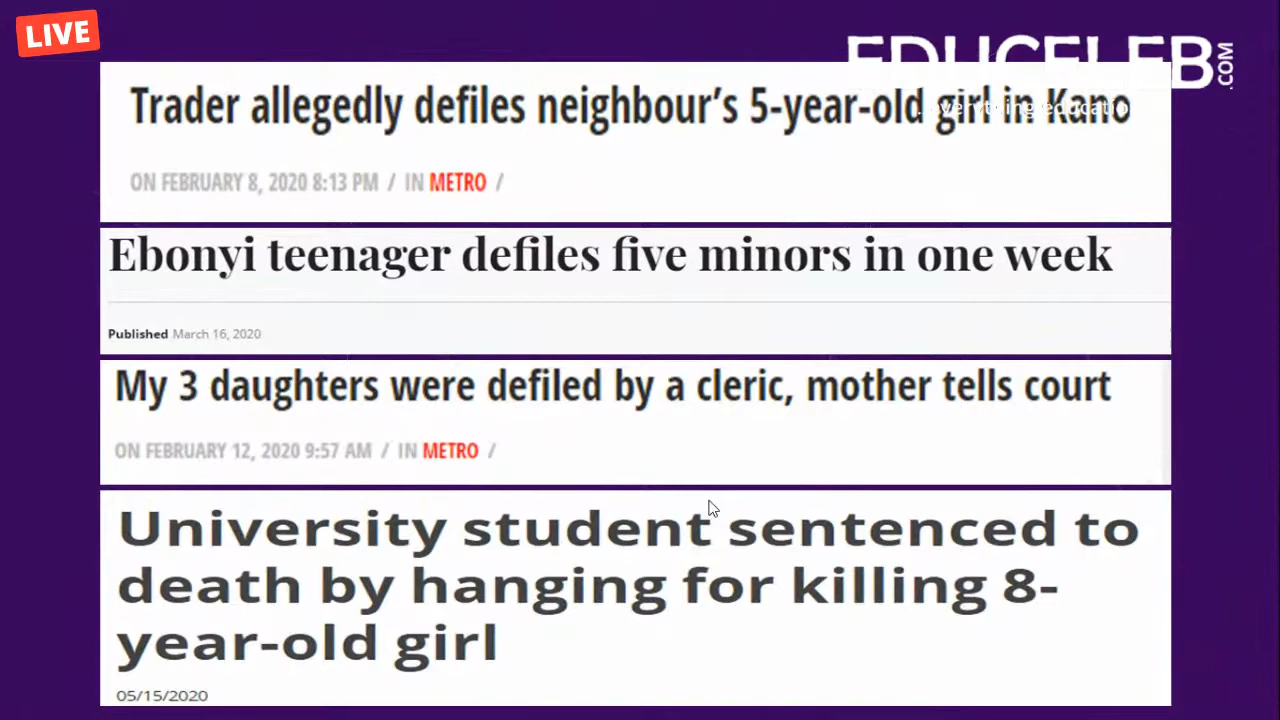 LIVE
EDUCELEB.COM
Trader allegedly defiles neighbour's 5-year-old girl in Kano
...everything education
ON FEBRUARY 8, 2020 8:13 PM / IN METRO /
Ebonyi teenager defiles five minors in one week
Published March 16, 2020
My 3 daughters were defiled by a cleric, mother tells court
ON FEBRUARY 12, 2020 9:57 AM / IN METRO /
University student sentenced to
death by hanging for killing 8-
year-old girl
05/15/2020